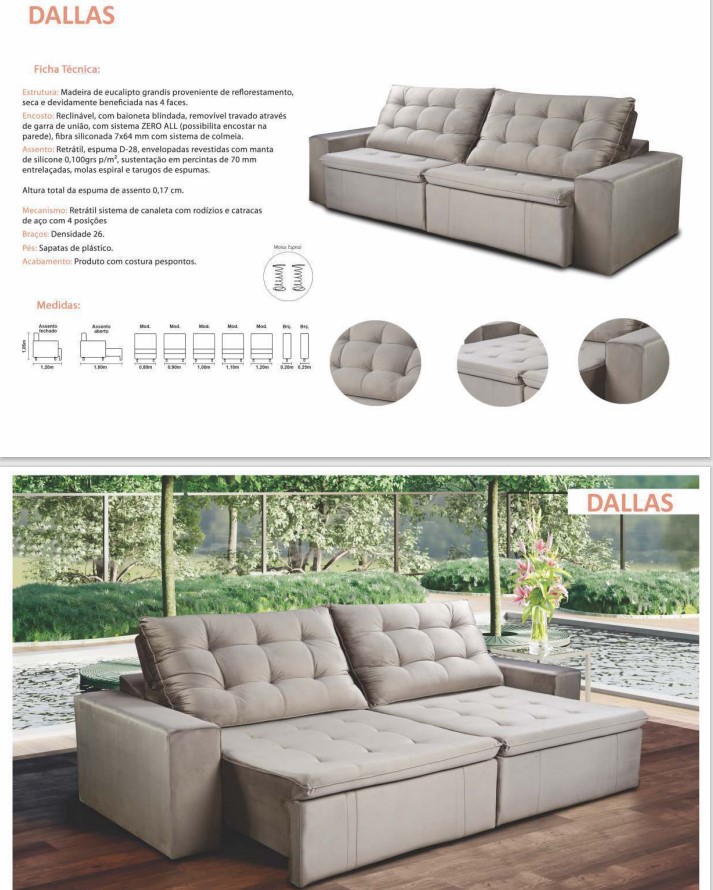 DALLAS
Ficha Técnica:
Estrutura: Madeira de eucalipto grandis proveniente de reflorestamento,
seca e devidamente beneficiada nas 4 faces.
Encosto: Reclinável, com baioneta blindada, removível travado através
de garra de união, com sistema ZERO ALL (possibilita encostar na
parede), fibra siliconada 7x64 mm com sistema de colmeia.
Assento: Retrátil, espuma D-28, envelopadas revestidas com manta
de silicone 0,100grs p/m², sustentação em percintas de 70 mm
entrelaçadas, molas espiral e tarugos de espumas.
Altura total da espuma de assento 0,17 cm.
Mecanismo: Retrátil sistema de canaleta com rodízios e catracas
de aço com 4 posições
Braços: Densidade 26.
Pés: Sapatas de plástico.
Acabamento: Produto com costura pespontos.
Molas Espiral
Medidas:
Assento fechado Assento aberto Mod. Mod. Mod. Mod. Mod. Brç. Brç.
1,05m
1,20m 1,80m 0,80m 0,90m 1,00m 1,10m 1,20m 0,20m 0,25m
DALLAS